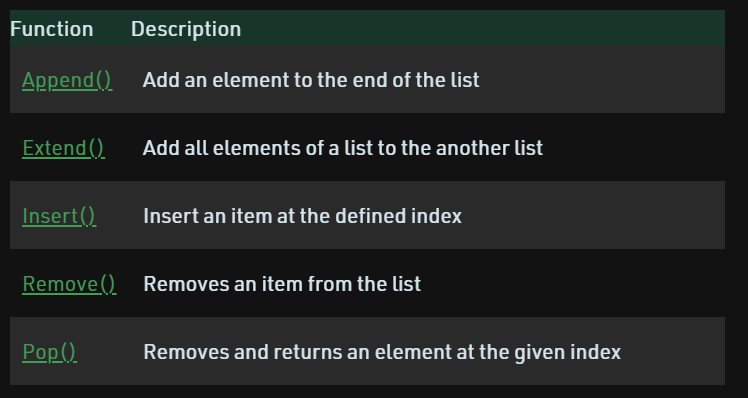 Function Description
Append() Add an element to the end of the list
Extend() Add all elements of a list to the another list
Insert() Insert an item at the defined index
Remove() Removes an item from the list
Pop() Removes and returns an element at the given index